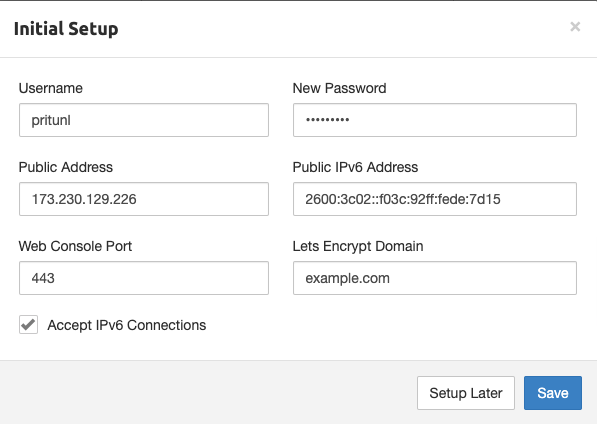 Initial Setup ×
Username New Password
pritunl •••••••••
Public Address Public IPv6 Address
173.230.129.226 2600:3c02::f03c:92ff:fede:7d15
Web Console Port Lets Encrypt Domain
443 example.com
Accept IPv6 Connections
Setup Later Save